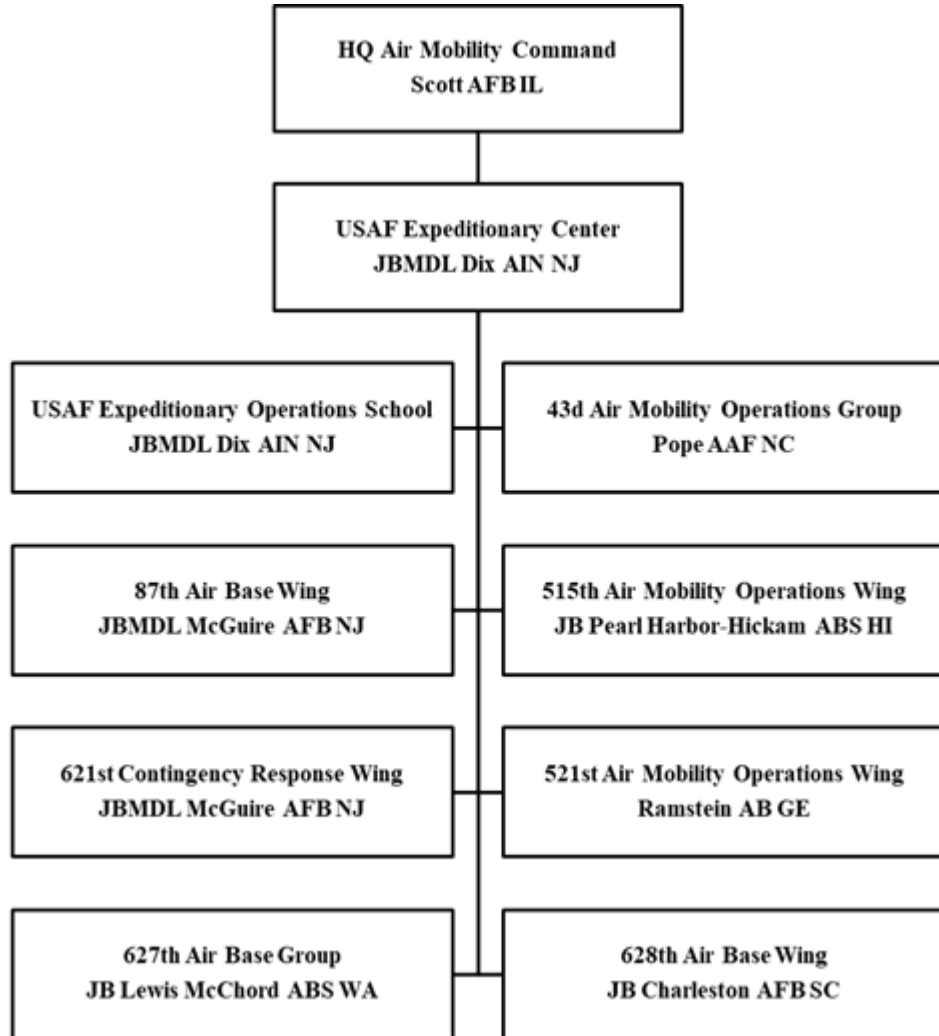 HQ Air Mobility Command
Scott AFB IL
USAF Expeditionary Center
JBMDL Dix AIN NJ
USAF Expeditionary Operations School
JBMDL Dix AIN NJ
43d Air Mobility Operations Group
Pope AAF NC
87th Air Base Wing
JBMDL McGuire AFB NJ
515th Air Mobility Operations Wing
JB Pearl Harbor-Hickam ABS HI
621st Contingency Response Wing
JBMDL McGuire AFB NJ
521st Air Mobility Operations Wing
Ramstein AB GE
627th Air Base Group
JB Lewis McChord ABS WA
628th Air Base Wing
JB Charleston AFB SC